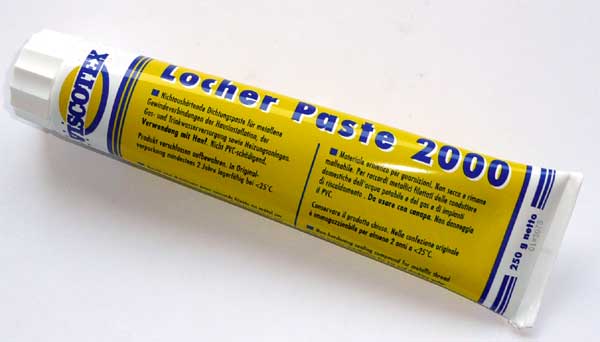 VISCOTEX
Locher Paste 2000
■ Nichtaushärtende Dichtungspaste für metallene
Gewindeverbindungen der Hausinstallation, der
Gas- und Trinkwasserversorgung sowie Heizungsanlagen.
Verwendung mit Hanf. Nicht PVC-schädigend.
Produkt verschlossen aufbewahren. In Original-
verpackung mindestens 2 Jahre lagerfähig bei <25°C.
■ Materiale ermetico per guarnizioni. Non secca e rimane
malleabile. Per raccordi metallici filettati delle condutture
domestiche dell'acqua potabile e del gas e di impianti
di riscaldamento. Da usare con canapa. Non danneggia
il PVC.
Conservare il prodotto chiuso. Nelle confezione originale
è immagazzinabile per almeno 2 anni a <25°C.
■ Non-hardening sealing compound for metallic thread
250 g netto